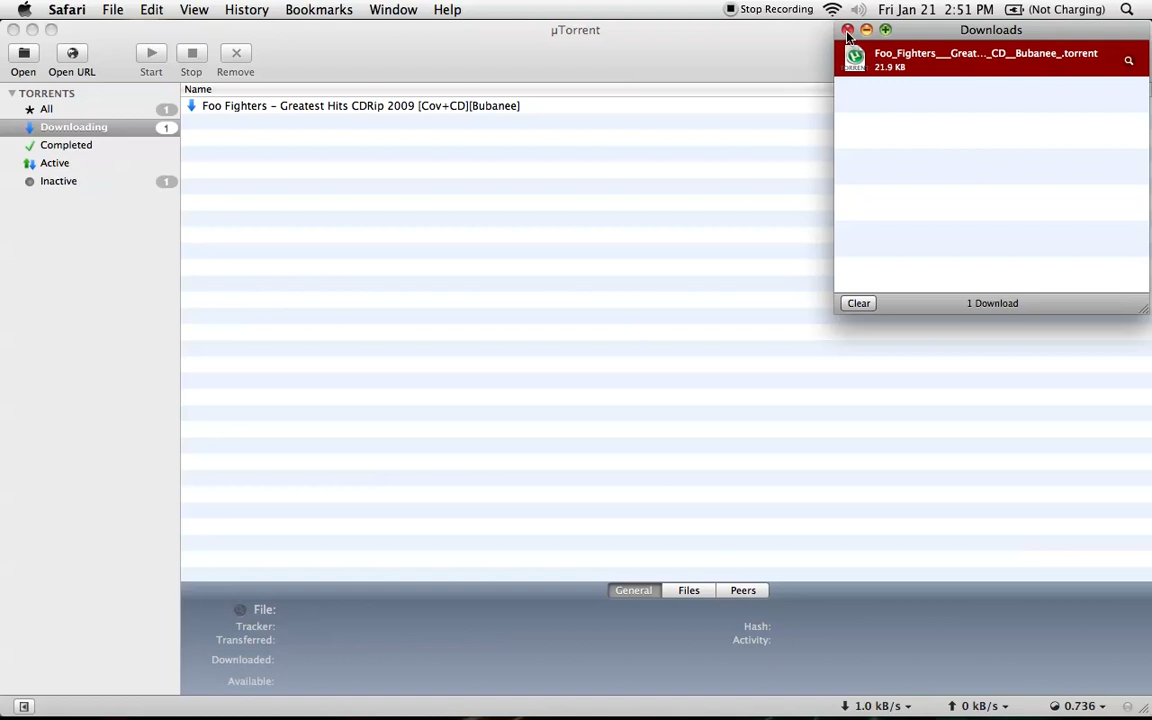 Safari File Edit View History Bookmarks Window Help Stop Recording Fri Jan 21 2:51 PM (Not Charging)
µTorrent
Downloads
Open Open URL Start Stop Remove
Foo_Fighters___Great..._CD__Bubanee_.torrent
21.9 KB
TORRENTS
All 1
Downloading 1
Completed
Active
Inactive 1
Name
Foo Fighters - Greatest Hits CDRip 2009 [Cov+CD][Bubanee]
Clear
1 Download
General Files Peers
File:
Tracker:
Hash:
Transferred:
Activity:
Downloaded:
Available:
1.0 kB/s 0 kB/s 0.736